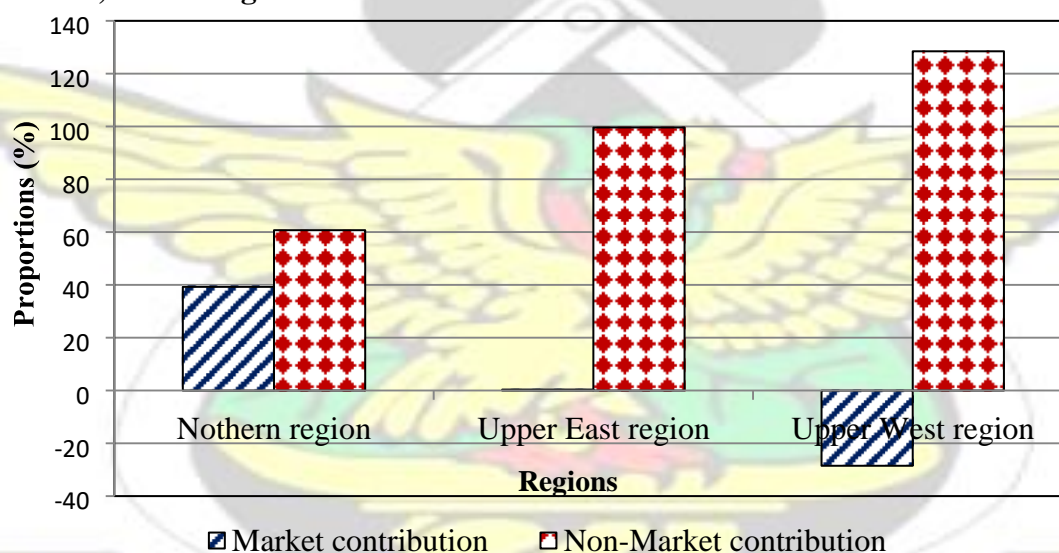 140
120
100
80
60
40
20
0
-20
-40
Proportions (%)
Nothern region Upper East region Upper West region
Regions
Market contribution Non-Market contribution